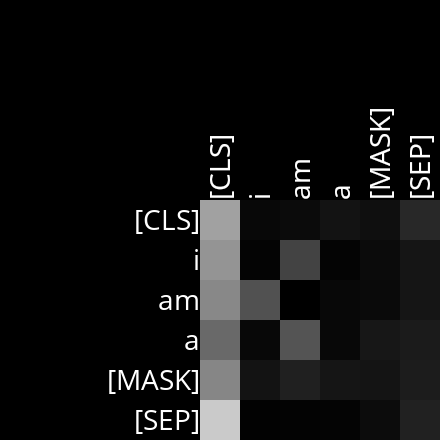 [CLS] i am a [MASK] [SEP]
[CLS]
i
am
a
[MASK]
[SEP]